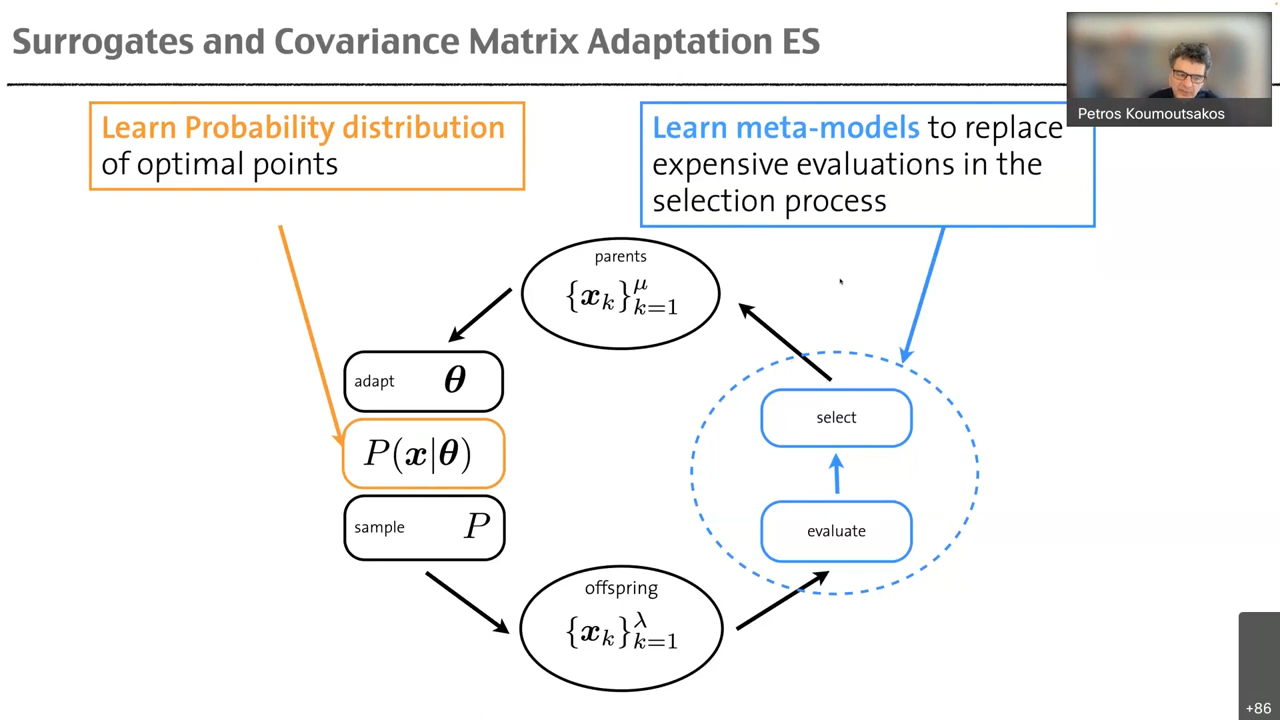 Surrogates and Covariance Matrix Adaptation ES
Petros Koumoutsakos
Learn Probability distribution
of optimal points
Learn meta-models to replace
expensive evaluations in the
selection process
parents
{x_k}_{k=1}^μ
adapt θ
P(x|θ)
sample P
select
evaluate
offspring
{x_k}_{k=1}^λ
+86